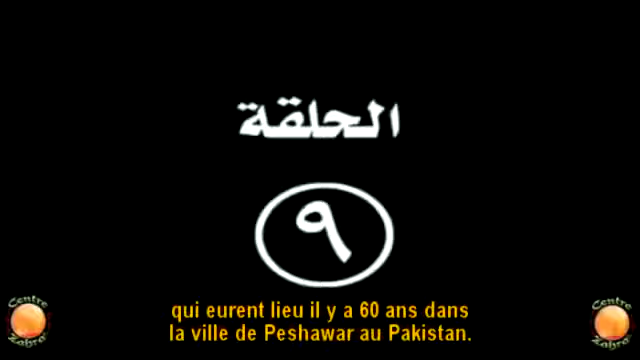 الحلقة
٩
qui eurent lieu il y a 60 ans dans
la ville de Peshawar au Pakistan.
Centre
Zahra
Centre
Zahra